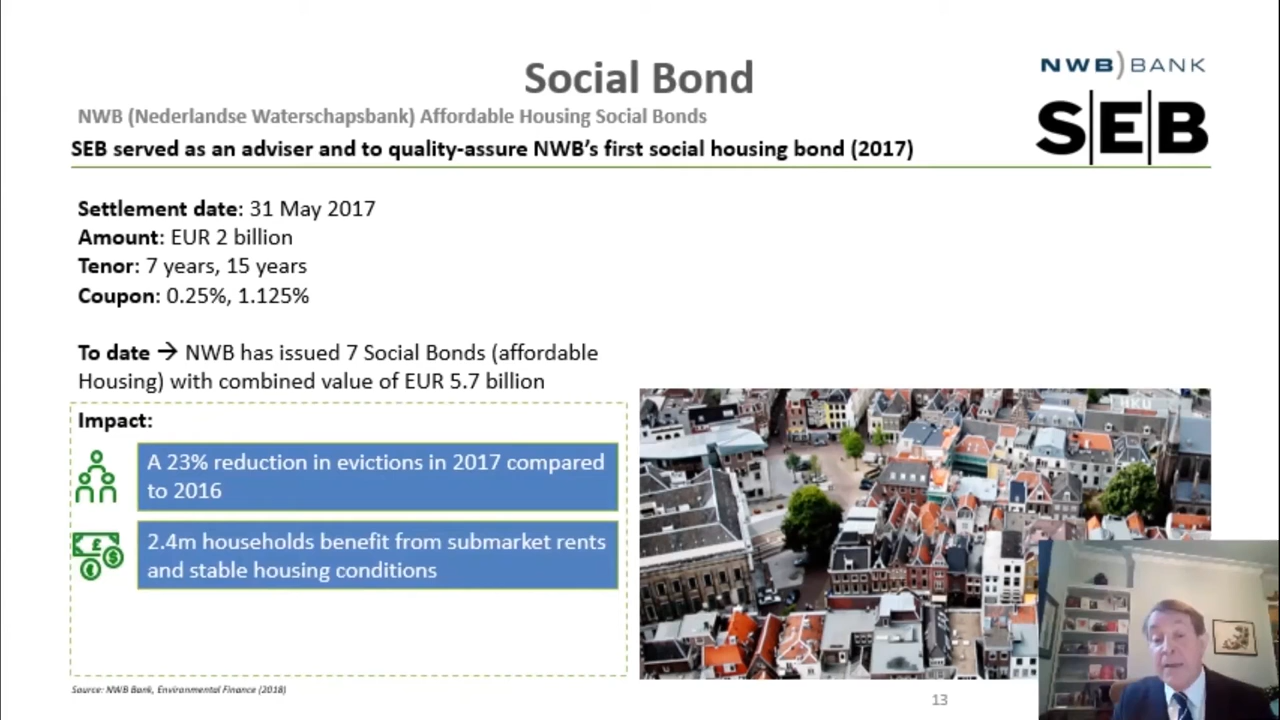 Social Bond
NWB)BANK
NWB (Nederlandse Waterschapsbank) Affordable Housing Social Bonds
SEB
SEB served as an adviser and to quality-assure NWB’s first social housing bond (2017)
Settlement date: 31 May 2017
Amount: EUR 2 billion
Tenor: 7 years, 15 years
Coupon: 0.25%, 1.125%
To date → NWB has issued 7 Social Bonds (affordable
Housing) with combined value of EUR 5.7 billion
Impact:
A 23% reduction in evictions in 2017 compared
to 2016
2.4m households benefit from submarket rents
and stable housing conditions
Source: NWB Bank, Environmental Finance (2018)
13